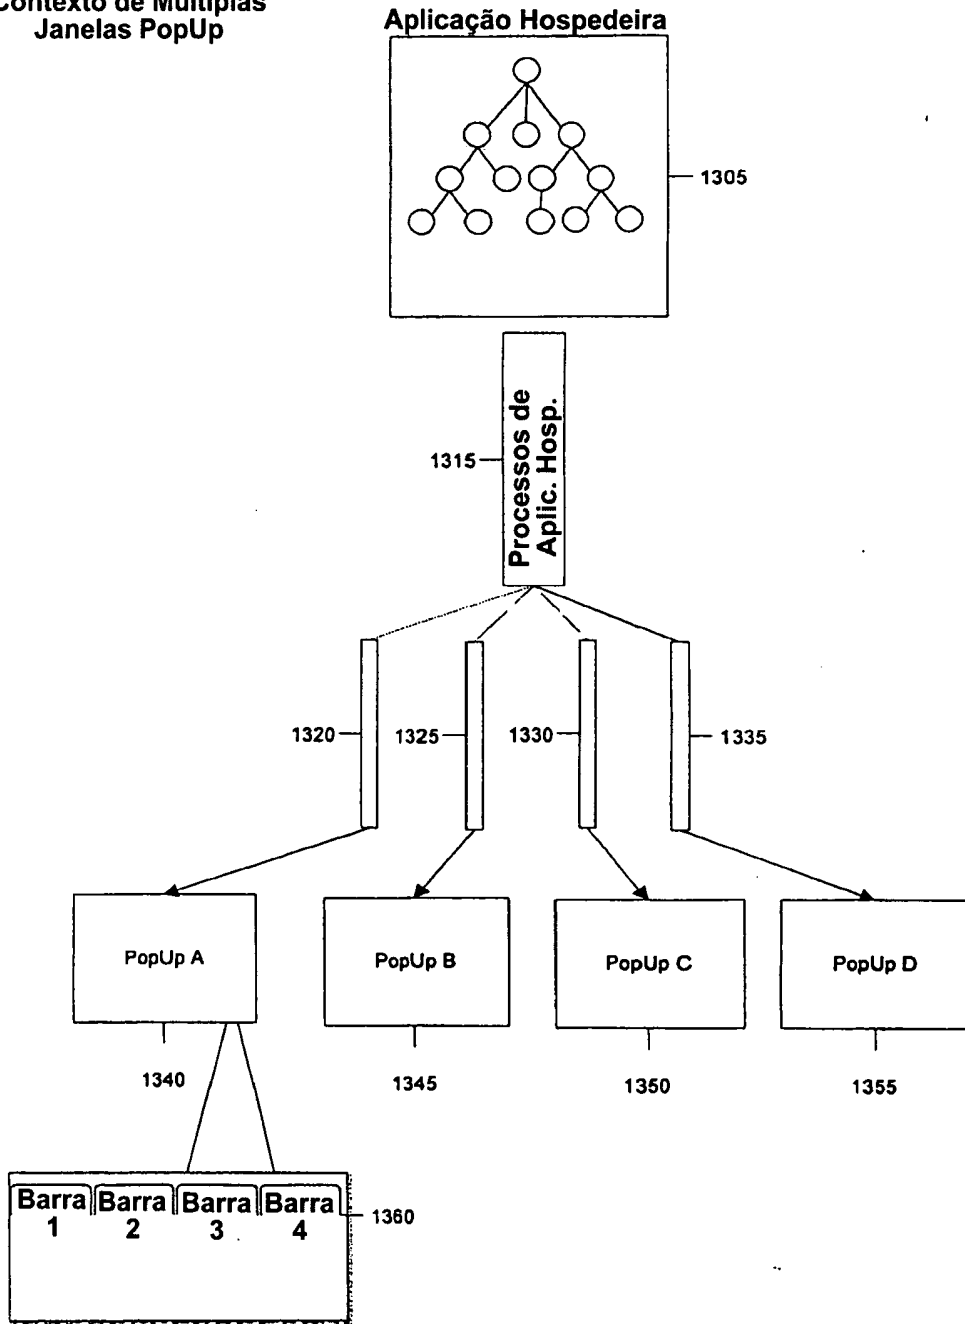 Contexto de Múltiplas
Janelas PopUp
Aplicação Hospedeira
1305
Processos de
Aplic. Hosp.
1315
1320
1325
1330
1335
PopUp A
PopUp B
PopUp C
PopUp D
1340
1345
1350
1355
Barra
1
Barra
2
Barra
3
Barra
4
1360